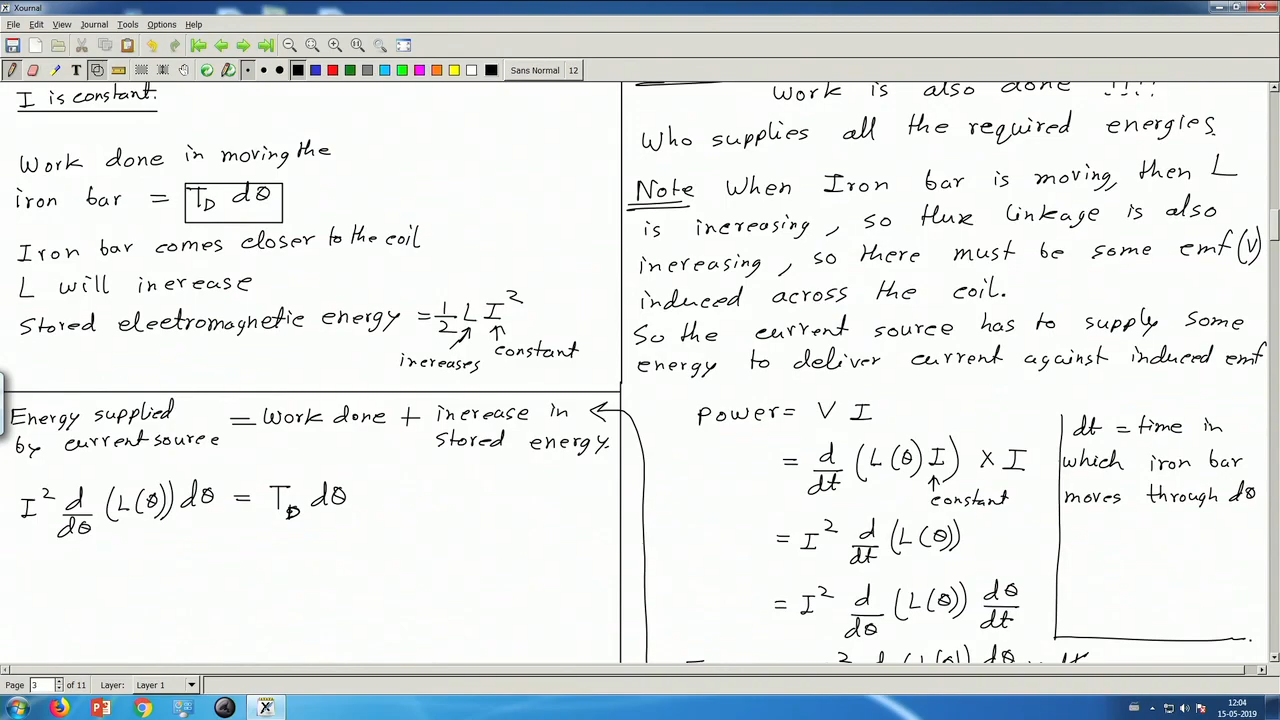 Xournal
File Edit View Journal Tools Options Help
Sans Normal 12
I is constant.
Work done in moving the
iron bar = T_D dθ
Iron bar comes closer to the coil
L will increase
Stored electromagnetic energy = 1/2 L I²
increases constant
Energy supplied
by current source = Work done + increase in
stored energy
I² d/dθ (L(θ)) dθ = T_D dθ
Work is also done !!!!
Who supplies all the required energies
Note When Iron bar is moving, then L
is increasing, so flux linkage is also
increasing, so there must be some emf (V)
induced across the coil.
So the current source has to supply some
energy to deliver current against induced emf
power = V I
= d/dt (L(θ) I) × I
constant
= I² d/dt (L(θ))
= I² d/dθ (L(θ)) dθ/dt
dt = time in
which iron bar
moves through dθ
Page 3 of 11 Layer: Layer 1
12:04
15-05-2019